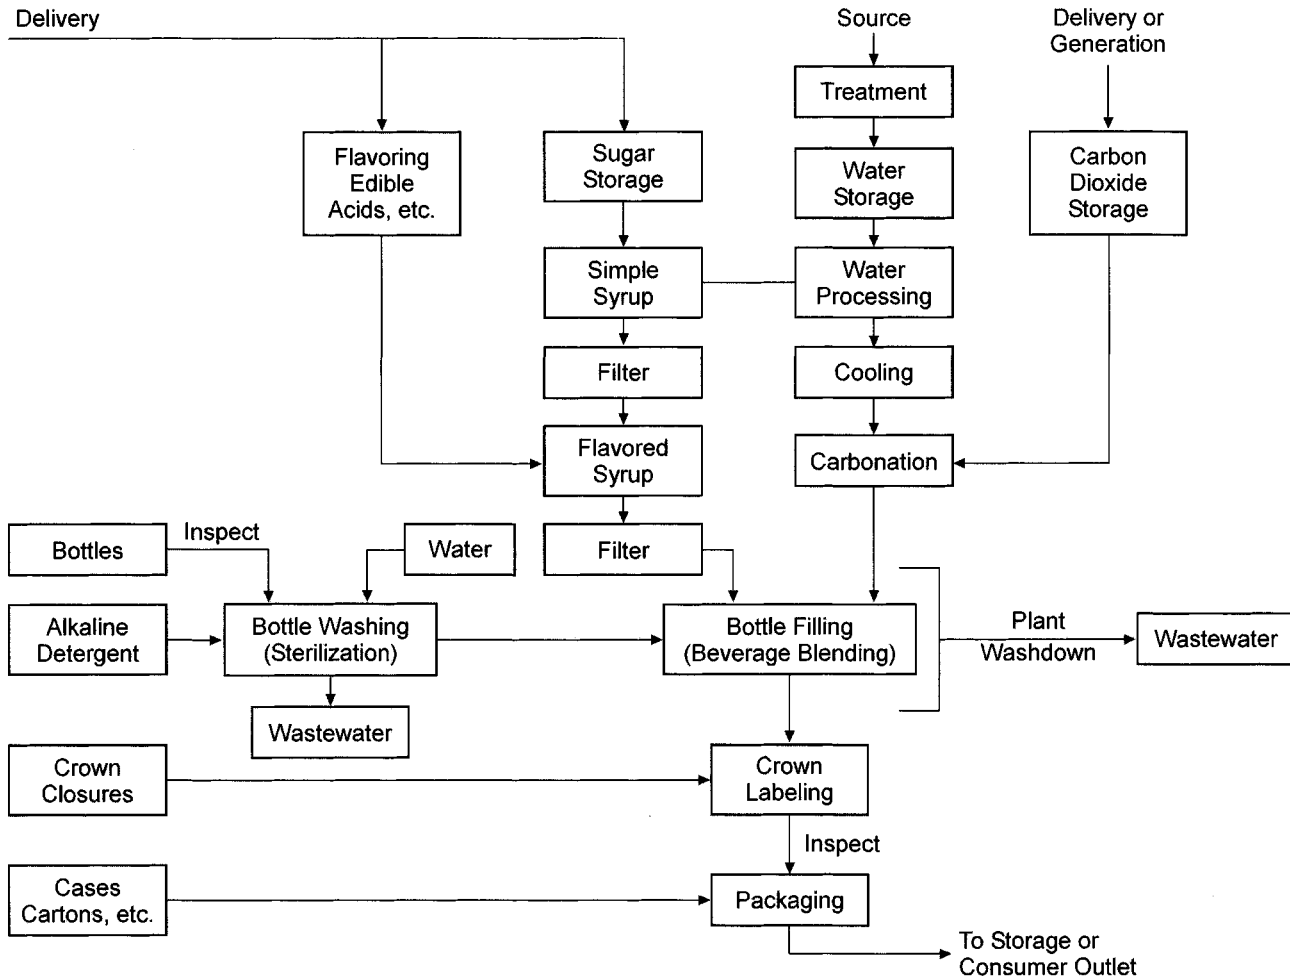 Delivery
Source
Delivery or
Generation
Treatment
Flavoring
Edible
Acids, etc.
Sugar
Storage
Water
Storage
Carbon
Dioxide
Storage
Simple
Syrup
Water
Processing
Filter
Cooling
Flavored
Syrup
Carbonation
Bottles
Inspect
Water
Filter
Alkaline
Detergent
Bottle Washing
(Sterilization)
Bottle Filling
(Beverage Blending)
Plant
Washdown
Wastewater
Wastewater
Crown
Closures
Crown
Labeling
Inspect
Cases
Cartons, etc.
Packaging
To Storage or
Consumer Outlet